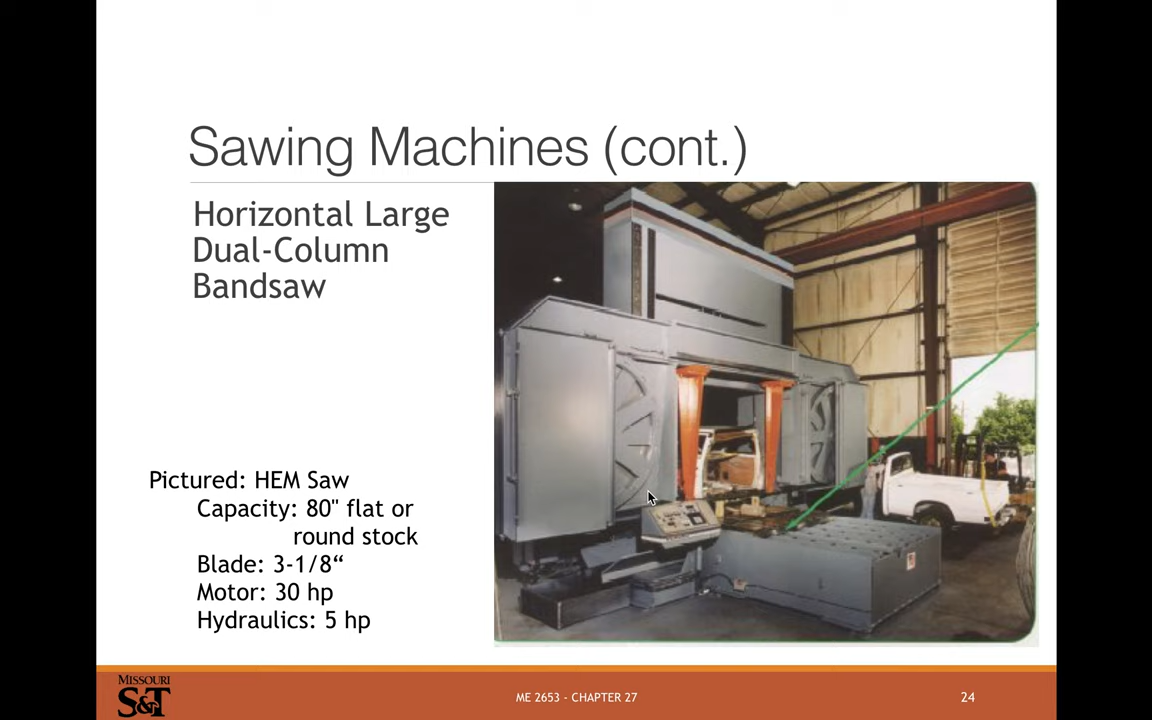 Sawing Machines (cont.)
Horizontal Large
Dual-Column
Bandsaw
Pictured: HEM Saw
Capacity: 80" flat or
round stock
Blade: 3-1/8“
Motor: 30 hp
Hydraulics: 5 hp
MISSOURI
S&T
ME 2653 - CHAPTER 27
24